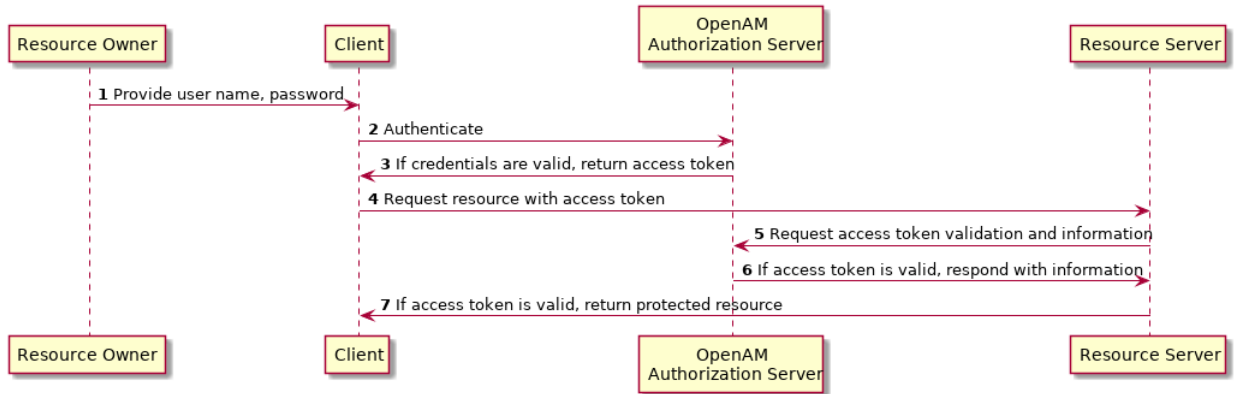 Resource Owner
Client
OpenAM
Authorization Server
Resource Server
1 Provide user name, password
2 Authenticate
3 If credentials are valid, return access token
4 Request resource with access token
5 Request access token validation and information
6 If access token is valid, respond with information
7 If access token is valid, return protected resource
Resource Owner
Client
OpenAM
Authorization Server
Resource Server